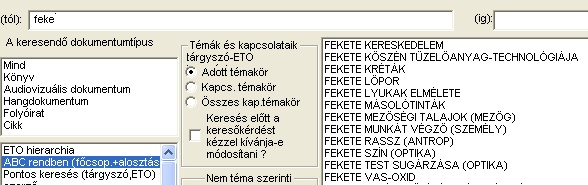 (tól):
feke
(ig):
A keresendő dokumentumtípus
Mind
Könyv
Audiovizuális dokumentum
Hangdokumentum
Folyóirat
Cikk
ETO hierarchia
ABC rendben (főcsop.+alosztás
Pontos keresés (tárgyszó,ETO)
Témák és kapcsolataik
tárgyszó-ETO
Adott témakör
Kapcs. témakör
Összes kap.témakör
Keresés előtt a
keresőkérdést
kézzel kívánja-e
módosítani ?
Nem téma szerinti
FEKETE KERESKEDELEM
FEKETE KŐSZÉN TÜZELŐANYAG-TECHNOLÓGIÁJA
FEKETE KRÉTÁK
FEKETE LŐPOR
FEKETE LYUKAK ELMÉLETE
FEKETE MÁSOLÓTINTÁK
FEKETE MEZŐSÉGI TALAJOK (MEZŐG)
FEKETE MUNKÁT VÉGZŐ (SZEMÉLY)
FEKETE RASSZ (ANTROP)
FEKETE SZÍN (OPTIKA)
FEKETE TEST SUGÁRZÁSA (OPTIKA)
FEKETE VAS-OXID